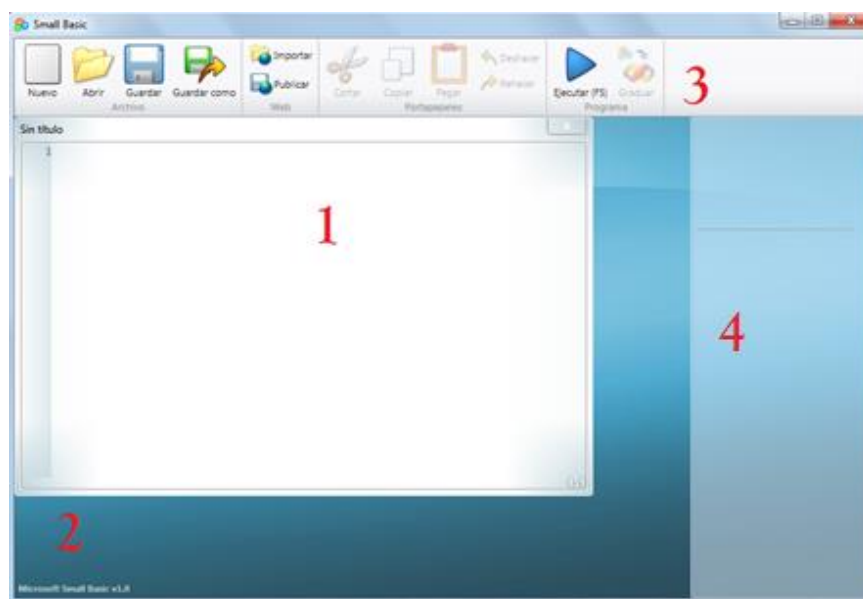 Small Basic
Nuevo Abrir Guardar Guardar como
Importar
Publicar
Cortar Copiar Pegar
Deshacer
Rehacer
Ejecutar (F5) Graduar
Archivo Web Portapapeles Programa
3
Sin título
1
1
4
2
Microsoft Small Basic v1.0